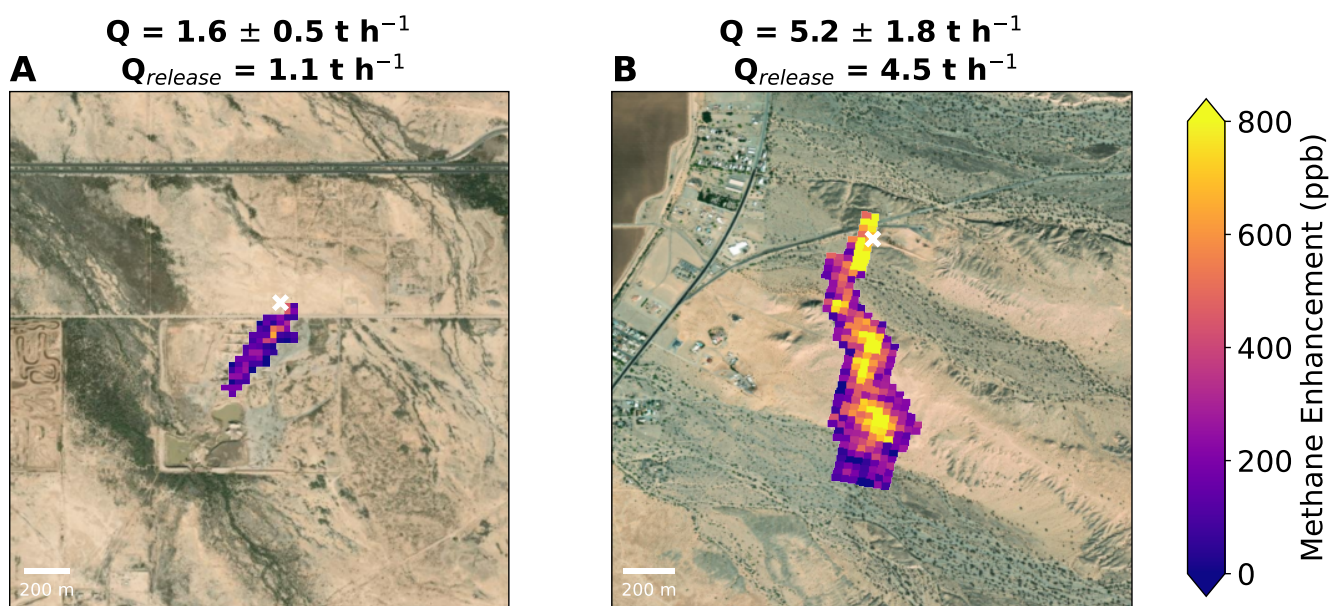 Q = 1.6 ± 0.5 t h⁻¹
A Q_release = 1.1 t h⁻¹
200 m
Q = 5.2 ± 1.8 t h⁻¹
B Q_release = 4.5 t h⁻¹
200 m
800
600
400
200
0
Methane Enhancement (ppb)